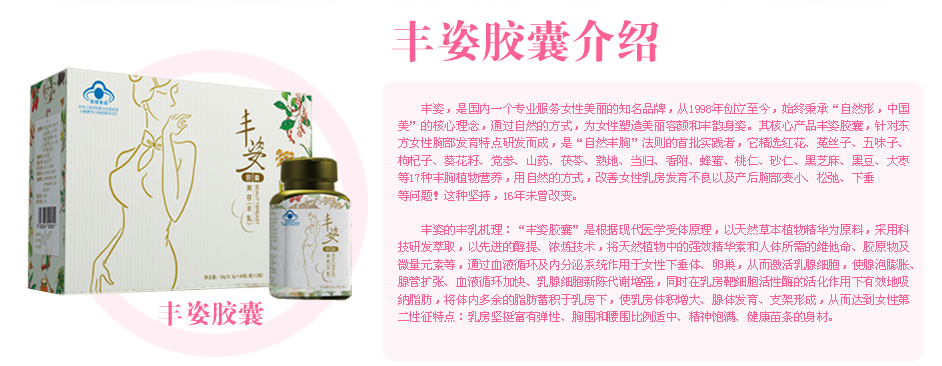 丰姿胶囊介绍
丰姿，是国内一个专业服务女性美丽的知名品牌，从1998年创立至今，始终秉承“自然形，中国
美”的核心理念，通过自然的方式，为女性塑造美丽容颜和丰韵身姿。其核心产品丰姿胶囊，针对东
方女性胸部发育特点研发而成，是“自然丰胸”法则的首批实践者，它精选红花、菟丝子、五味子、
枸杞子、葵花籽、党参、山药、茯苓、熟地、当归、香附、蜂蜜、桃仁、砂仁、黑芝麻、黑豆、大枣
等17种丰胸植物营养，用自然的方式，改善女性乳房发育不良以及产后胸部变小、松弛、下垂
等问题！这种坚持，16年未曾改变。
丰姿的丰乳机理：“丰姿胶囊”是根据现代医学受体原理，以天然草本植物精华为原料，采用科
技研发萃取，以先进的醇提、浓炼技术，将天然植物中的强效精华素和人体所需的维他命、胶原物及
微量元素等，通过血液循环及内分泌系统作用于女性下垂体、卵巢，从而激活乳腺细胞，使腺泡膨胀、
腺管扩张、血液循环加快、乳腺细胞新陈代谢增强，同时在乳房靶细胞活性酶的活化作用下有效地吸
纳脂肪，将体内多余的脂肪蓄积于乳房下，使乳房体积增大、腺体发育、支架形成，从而达到女性第
二性征特点：乳房坚挺富有弹性、胸围和腰围比例适中、精神饱满、健康苗条的身材。
丰姿
胶囊
丰姿
丰姿胶囊